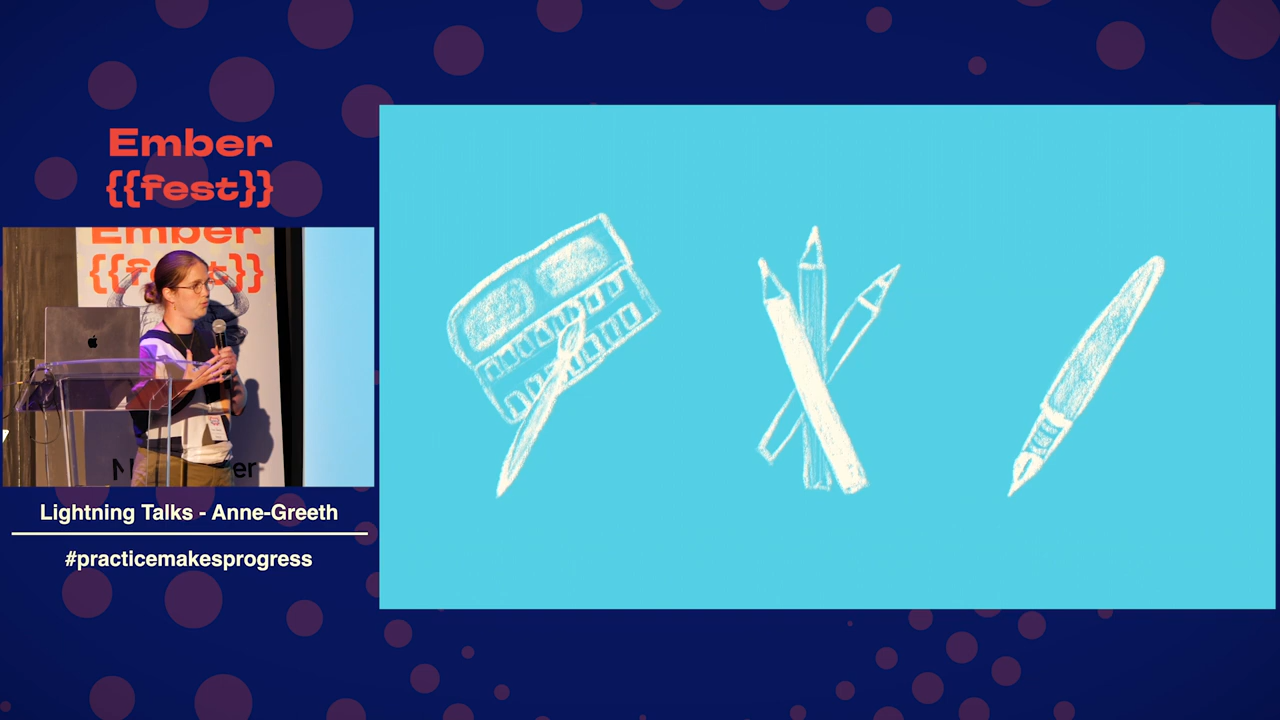 Ember
{{fest}}
Ember
{{fest}}
Lightning Talks - Anne-Greeth
#practicemakesprogress